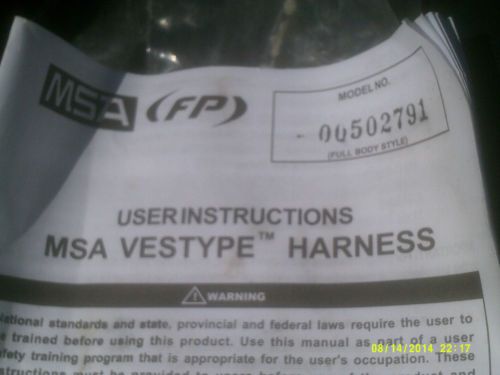 MSA (FP)
MODEL NO.
- 00502791
(FULL BODY STYLE)
USER INSTRUCTIONS
MSA VESTYPE™ HARNESS
WARNING
ational standards and state, provincial and federal laws require the user to
e trained before using this product. Use this manual as part of a user
afety training program that is appropriate for the user's occupation. These
08/14/2014 22:17